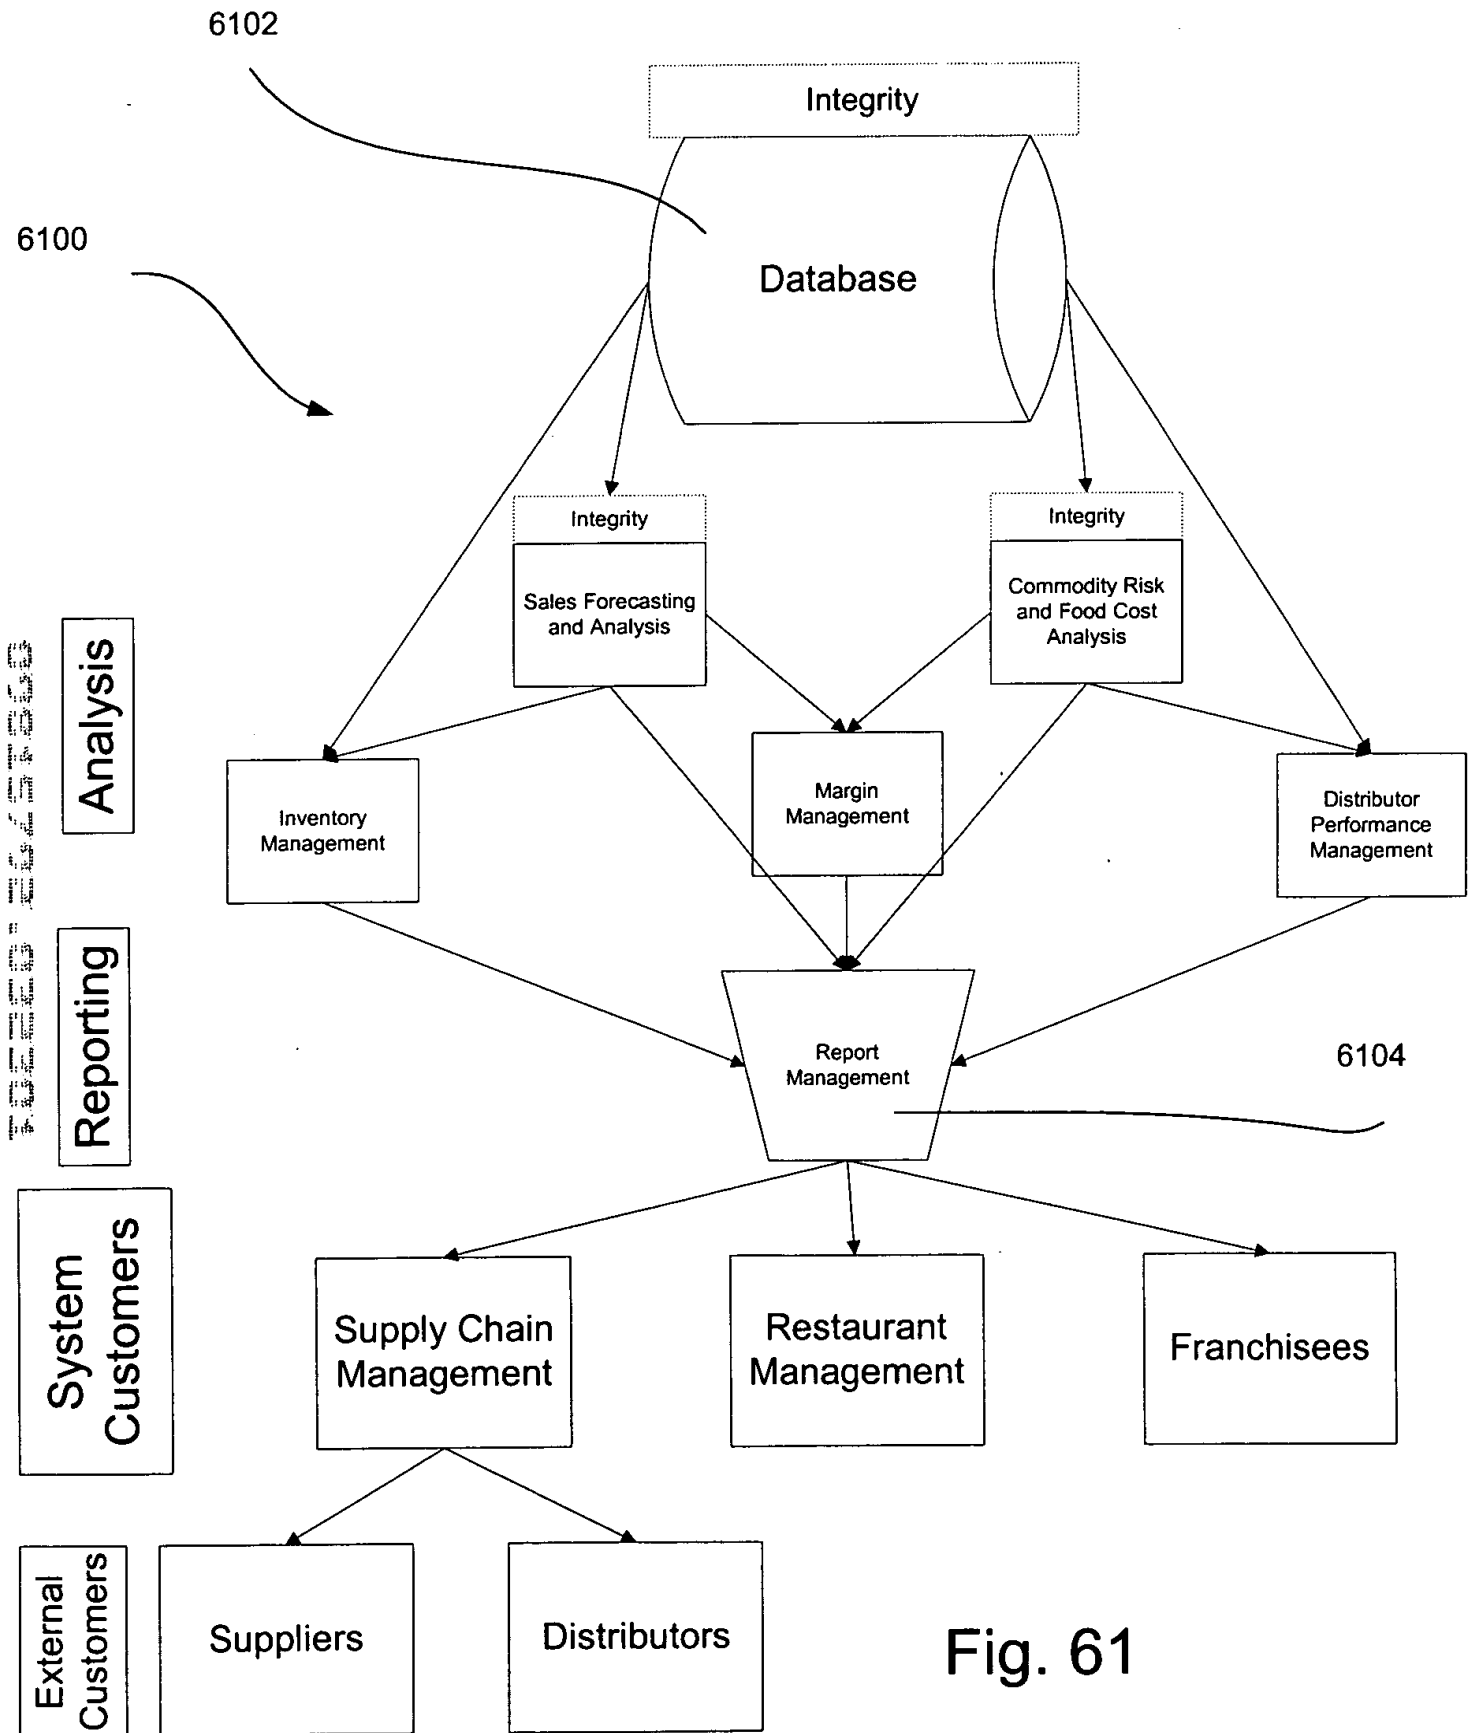 6102
Integrity
6100
Database
Integrity
Integrity
Sales Forecasting
and Analysis
Commodity Risk
and Food Cost
Analysis
Analysis
Inventory
Management
Margin
Management
Distributor
Performance
Management
Reporting
Report
Management
6104
System
Customers
Supply Chain
Management
Restaurant
Management
Franchisees
External
Customers
Suppliers
Distributors
Fig. 61